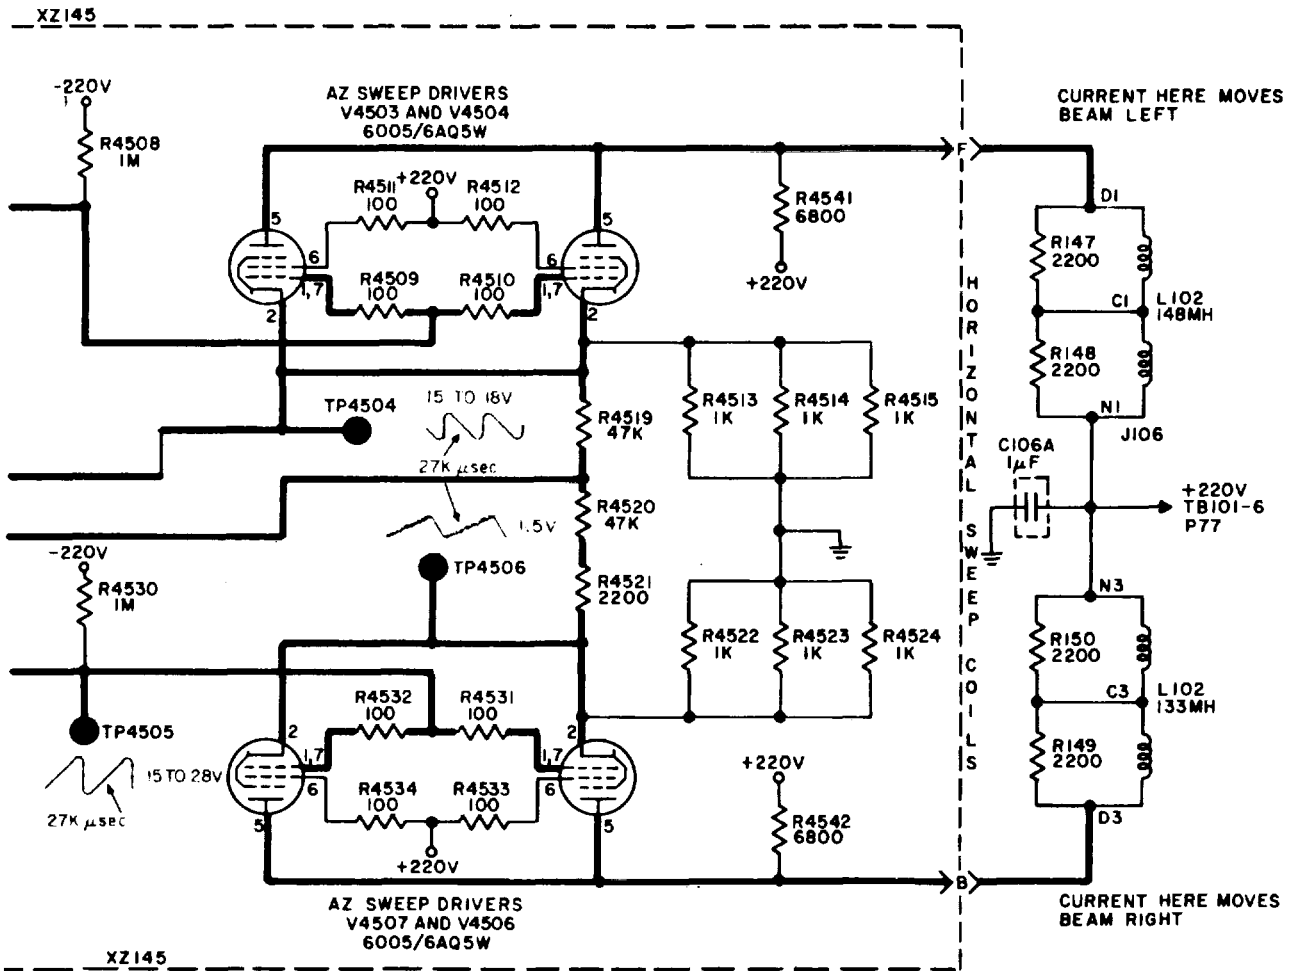 XZ145
-220V
R4508
1M
AZ SWEEP DRIVERS
V4503 AND V4504
6005/6AQ5W
CURRENT HERE MOVES
BEAM LEFT
F
R4511
100
+220V
R4512
100
R4541
6800
+220V
5
5
6
6
1,7
1,7
2
2
R4509
100
R4510
100
D1
R147
2200
C1
L102
148MH
R148
2200
N1
J106
HORIZONTAL SWEEP COILS
TP4504
15 TO 18V
27K µsec
1.5V
R4519
47K
R4513
1K
R4514
1K
R4515
1K
C106A
1µF
+220V
TB101-6
P77
R4520
47K
TP4506
R4521
2200
-220V
R4530
1M
R4522
1K
R4523
1K
R4524
1K
N3
R150
2200
C3
L102
133MH
R149
2200
D3
TP4505
15 TO 28V
27K µsec
R4532
100
R4531
100
2
2
1,7
1,7
6
6
R4534
100
R4533
100
5
5
+220V
+220V
R4542
6800
B
AZ SWEEP DRIVERS
V4507 AND V4506
6005/6AQ5W
CURRENT HERE MOVES
BEAM RIGHT
XZ145